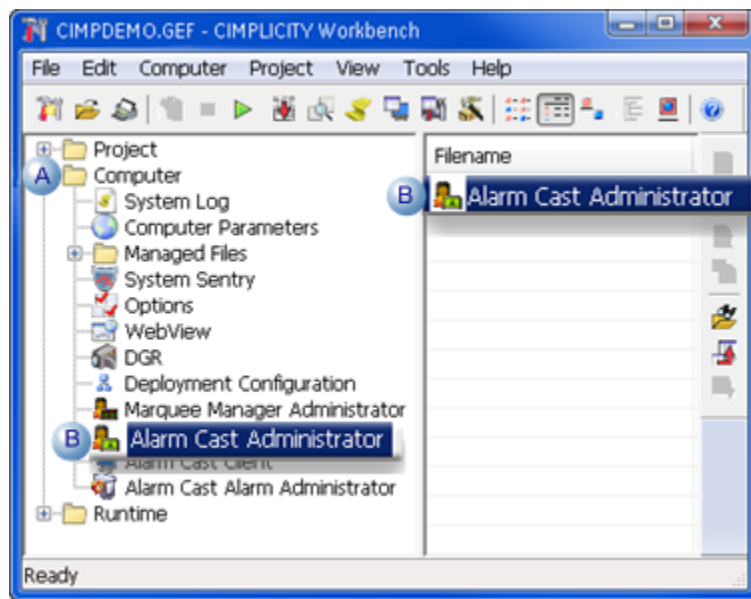 CIMPDEMO.GEF - CIMPLICITY Workbench
File Edit Computer Project View Tools Help
Project
Filename
A Computer
B Alarm Cast Administrator
System Log
Computer Parameters
Managed Files
System Sentry
Options
WebView
DGR
Deployment Configuration
Marquee Manager Administrator
B Alarm Cast Administrator
Alarm Cast Client
Alarm Cast Alarm Administrator
Runtime
Ready